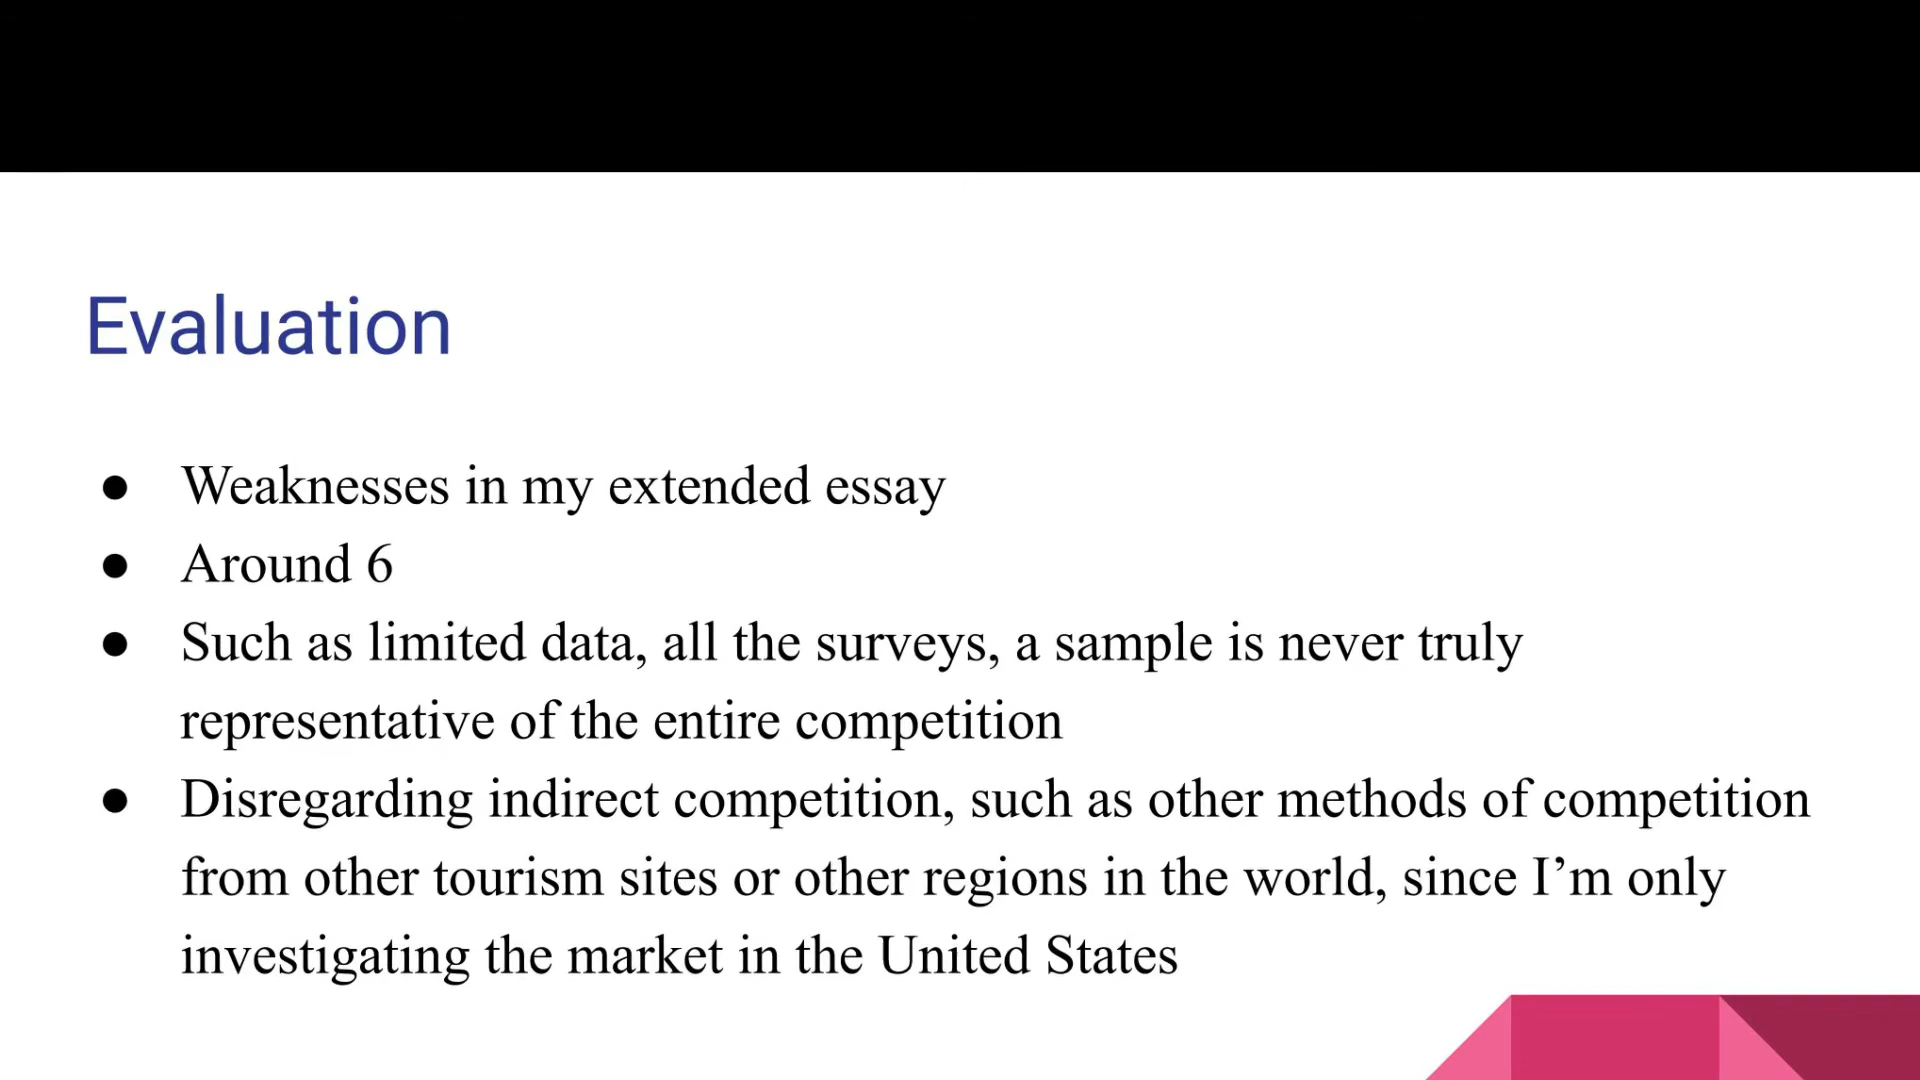 Evaluation
● Weaknesses in my extended essay
● Around 6
● Such as limited data, all the surveys, a sample is never truly
representative of the entire competition
● Disregarding indirect competition, such as other methods of competition
from other tourism sites or other regions in the world, since I’m only
investigating the market in the United States